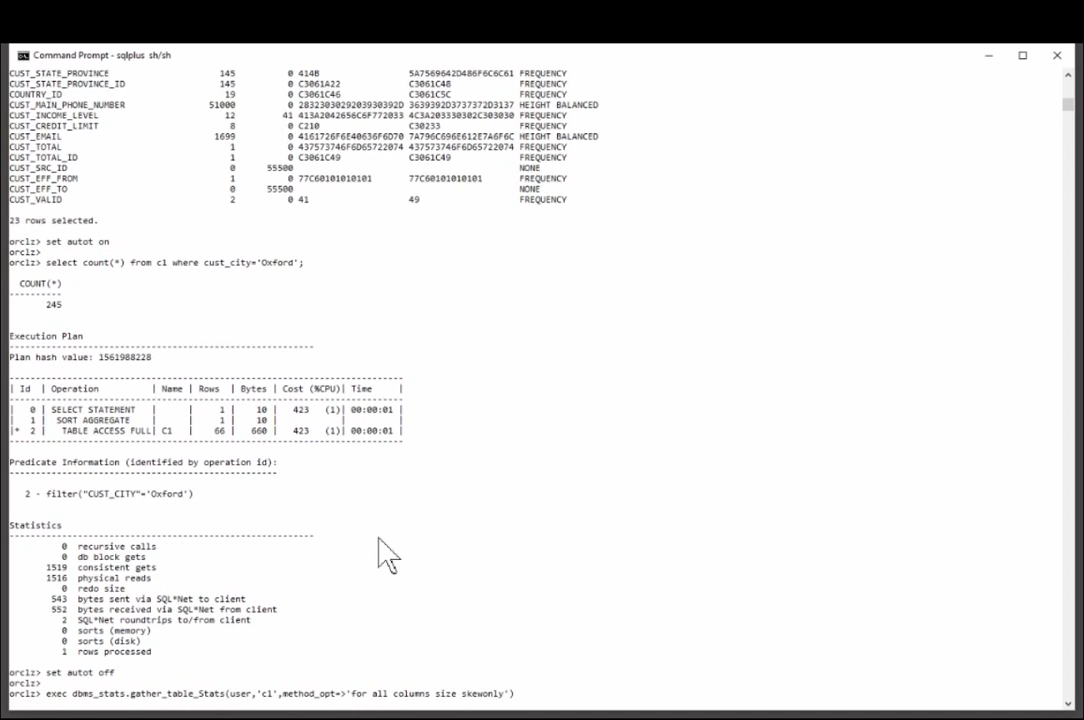 Command Prompt - sqlplus sh/sh
CUST_STATE_PROVINCE 145 0 414B 5A7569642D486F6C6C61 FREQUENCY
CUST_STATE_PROVINCE_ID 145 0 C3061A22 C3061C48 FREQUENCY
COUNTRY_ID 19 0 C3061C46 C3061C5C FREQUENCY
CUST_MAIN_PHONE_NUMBER 51000 0 2832303029203930392D 3639392D3737372D3137 HEIGHT BALANCED
CUST_INCOME_LEVEL 12 41 413A2042656C6F772033 4C3A203330302C303030 FREQUENCY
CUST_CREDIT_LIMIT 8 0 C210 C30233 FREQUENCY
CUST_EMAIL 1699 0 4161726F6E40636F6D70 7A796C696E612E7A6F6C HEIGHT BALANCED
CUST_TOTAL 1 0 437573746F6D65722074 437573746F6D65722074 FREQUENCY
CUST_TOTAL_ID 1 0 C3061C49 C3061C49 FREQUENCY
CUST_SRC_ID 0 55500 NONE
CUST_EFF_FROM 1 0 77C60101010101 77C60101010101 FREQUENCY
CUST_EFF_TO 0 55500 NONE
CUST_VALID 2 0 41 49 FREQUENCY
23 rows selected.
orclz> set autot on
orclz>
orclz> select count(*) from c1 where cust_city='Oxford';
COUNT(*)
----------
245
Execution Plan
----------------------------------------------------------
Plan hash value: 1561988228
---------------------------------------------------------------------------
| Id | Operation | Name | Rows | Bytes | Cost (%CPU)| Time |
---------------------------------------------------------------------------
| 0 | SELECT STATEMENT | | 1 | 10 | 423 (1)| 00:00:01 |
| 1 | SORT AGGREGATE | | 1 | 10 | | |
|* 2 | TABLE ACCESS FULL| C1 | 66 | 660 | 423 (1)| 00:00:01 |
---------------------------------------------------------------------------
Predicate Information (identified by operation id):
---------------------------------------------------
2 - filter("CUST_CITY"='Oxford')
Statistics
----------------------------------------------------------
0 recursive calls
0 db block gets
1519 consistent gets
1516 physical reads
0 redo size
543 bytes sent via SQL*Net to client
552 bytes received via SQL*Net from client
2 SQL*Net roundtrips to/from client
0 sorts (memory)
0 sorts (disk)
1 rows processed
orclz> set autot off
orclz>
orclz> exec dbms_stats.gather_table_Stats(user,'c1',method_opt=>'for all columns size skewonly')